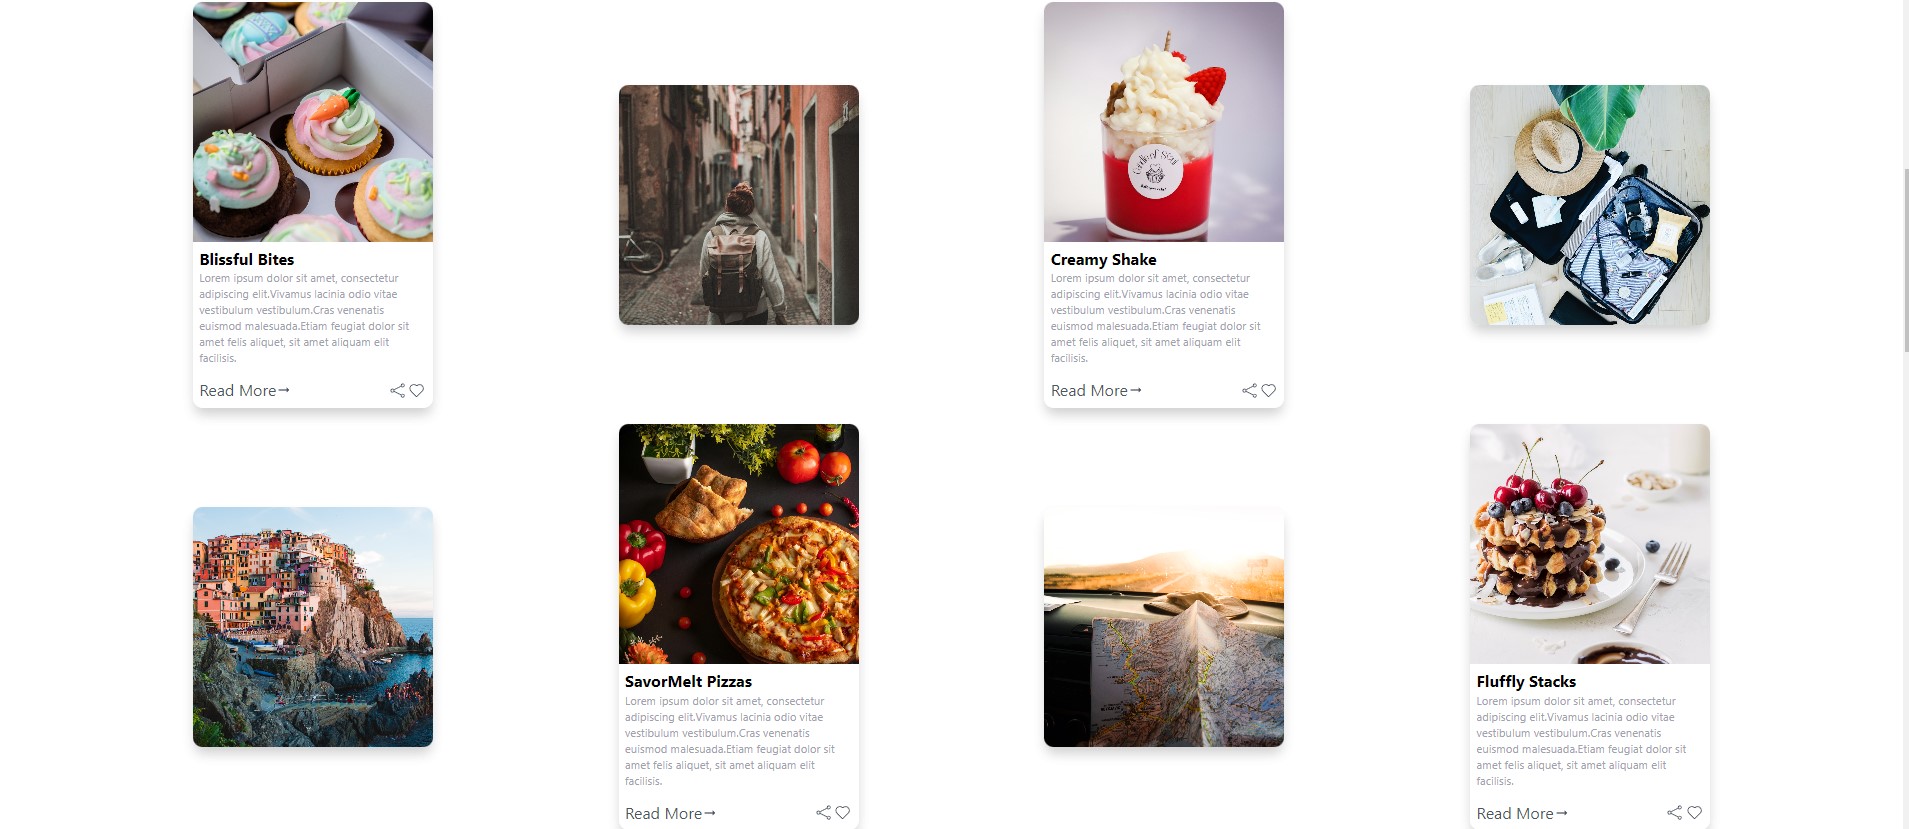 Blissful Bites
Lorem ipsum dolor sit amet, consectetur
adipiscing elit.Vivamus lacinia odio vitae
vestibulum vestibulum.Cras venenatis
euismod malesuada.Etiam feugiat dolor sit
amet felis aliquet, sit amet aliquam elit
facilisis.
Read More→
Creamy Shake
Lorem ipsum dolor sit amet, consectetur
adipiscing elit.Vivamus lacinia odio vitae
vestibulum vestibulum.Cras venenatis
euismod malesuada.Etiam feugiat dolor sit
amet felis aliquet, sit amet aliquam elit
facilisis.
Read More→
SavorMelt Pizzas
Lorem ipsum dolor sit amet, consectetur
adipiscing elit.Vivamus lacinia odio vitae
vestibulum vestibulum.Cras venenatis
euismod malesuada.Etiam feugiat dolor sit
amet felis aliquet, sit amet aliquam elit
facilisis.
Read More→
Fluffly Stacks
Lorem ipsum dolor sit amet, consectetur
adipiscing elit.Vivamus lacinia odio vitae
vestibulum vestibulum.Cras venenatis
euismod malesuada.Etiam feugiat dolor sit
amet felis aliquet, sit amet aliquam elit
facilisis.
Read More→